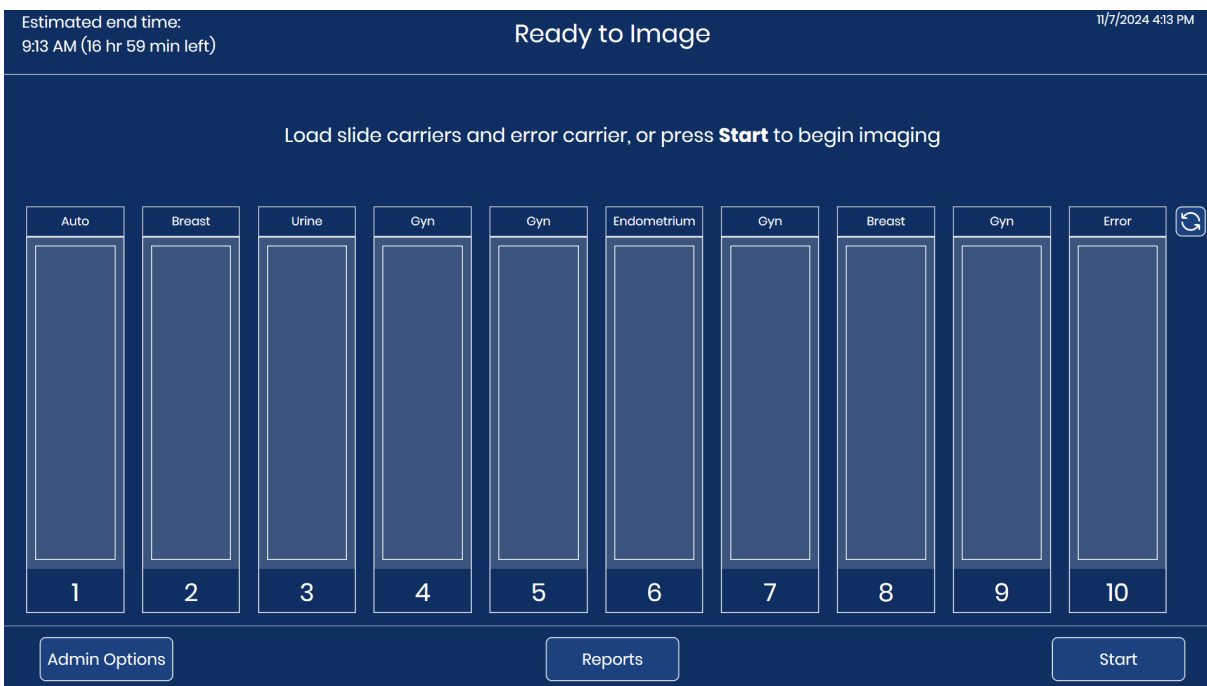 Estimated end time:
9:13 AM (16 hr 59 min left)
Ready to Image
11/7/2024 4:13 PM
Load slide carriers and error carrier, or press Start to begin imaging
Auto
Breast
Urine
Gyn
Gyn
Endometrium
Gyn
Breast
Gyn
Error
1
2
3
4
5
6
7
8
9
10
Admin Options
Reports
Start